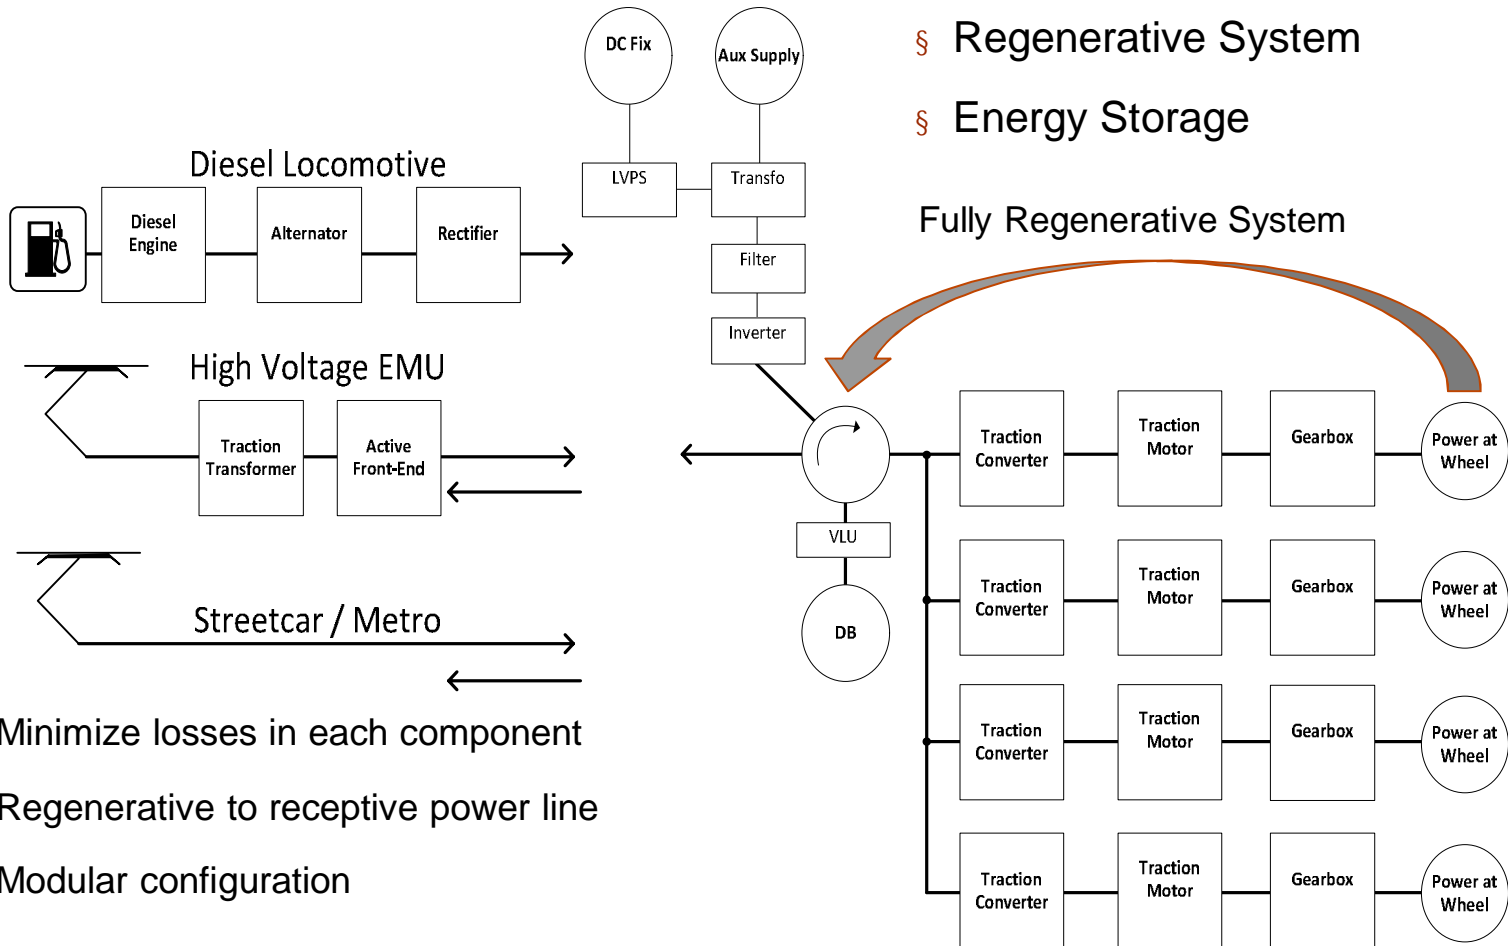 DC Fix
Aux Supply
§ Regenerative System
§ Energy Storage
Diesel Locomotive
LVPS
Transfo
Fully Regenerative System
Diesel
Engine
Alternator
Rectifier
Filter
Inverter
High Voltage EMU
Traction
Transformer
Active
Front-End
Traction
Converter
Traction
Motor
Gearbox
Power at
Wheel
VLU
Streetcar / Metro
DB
Traction
Converter
Traction
Motor
Gearbox
Power at
Wheel
Minimize losses in each component
Regenerative to receptive power line
Modular configuration
Traction
Converter
Traction
Motor
Gearbox
Power at
Wheel
Traction
Converter
Traction
Motor
Gearbox
Power at
Wheel